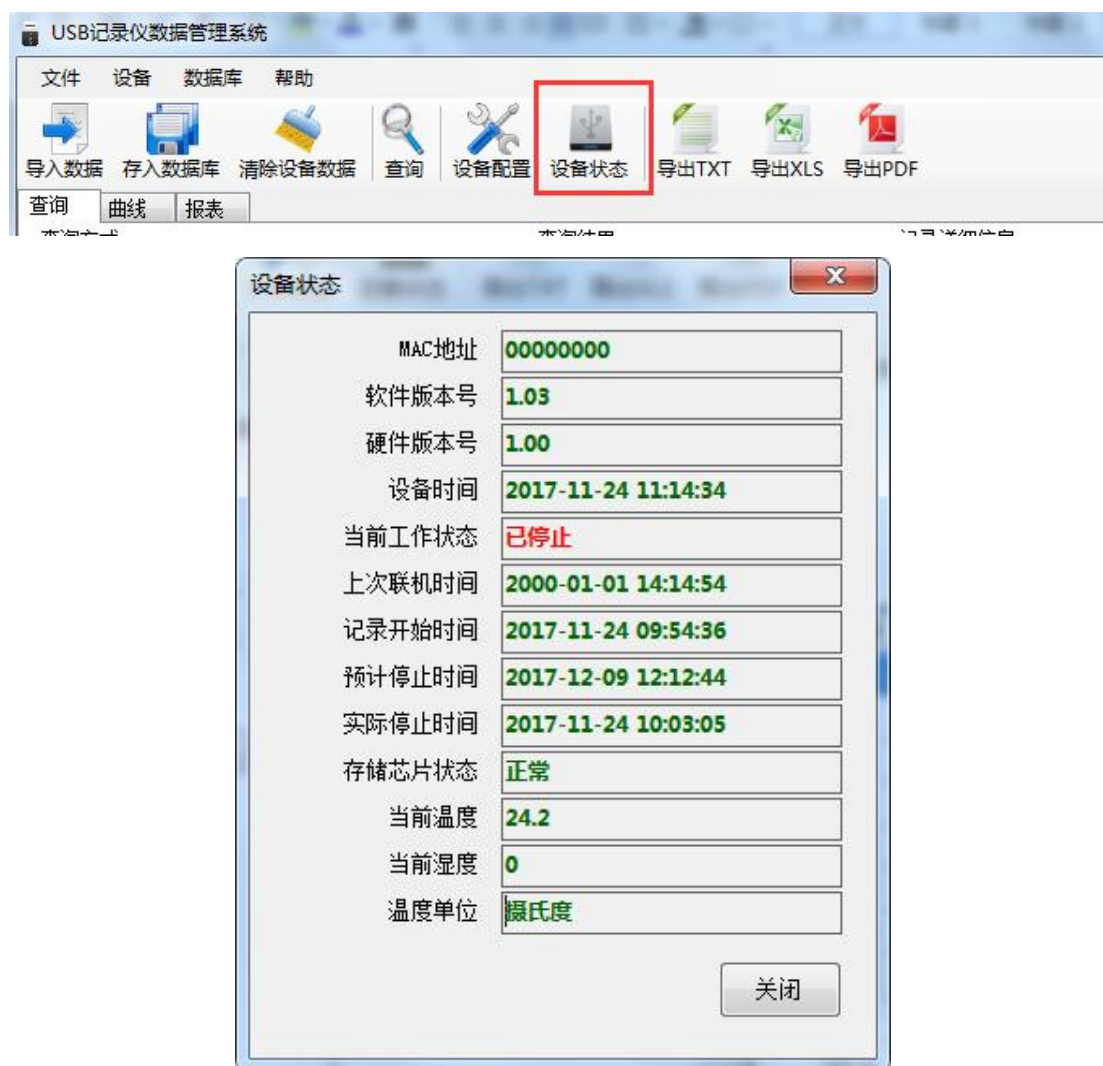 USB记录仪数据管理系统
文件 设备 数据库 帮助
导入数据 存入数据库 清除设备数据 查询 设备配置 设备状态 导出TXT 导出XLS 导出PDF
查询 曲线 报表
设备状态
MAC地址 00000000
软件版本号 1.03
硬件版本号 1.00
设备时间 2017-11-24 11:14:34
当前工作状态 已停止
上次联机时间 2000-01-01 14:14:54
记录开始时间 2017-11-24 09:54:36
预计停止时间 2017-12-09 12:12:44
实际停止时间 2017-11-24 10:03:05
存储芯片状态 正常
当前温度 24.2
当前湿度 0
温度单位 摄氏度
关闭